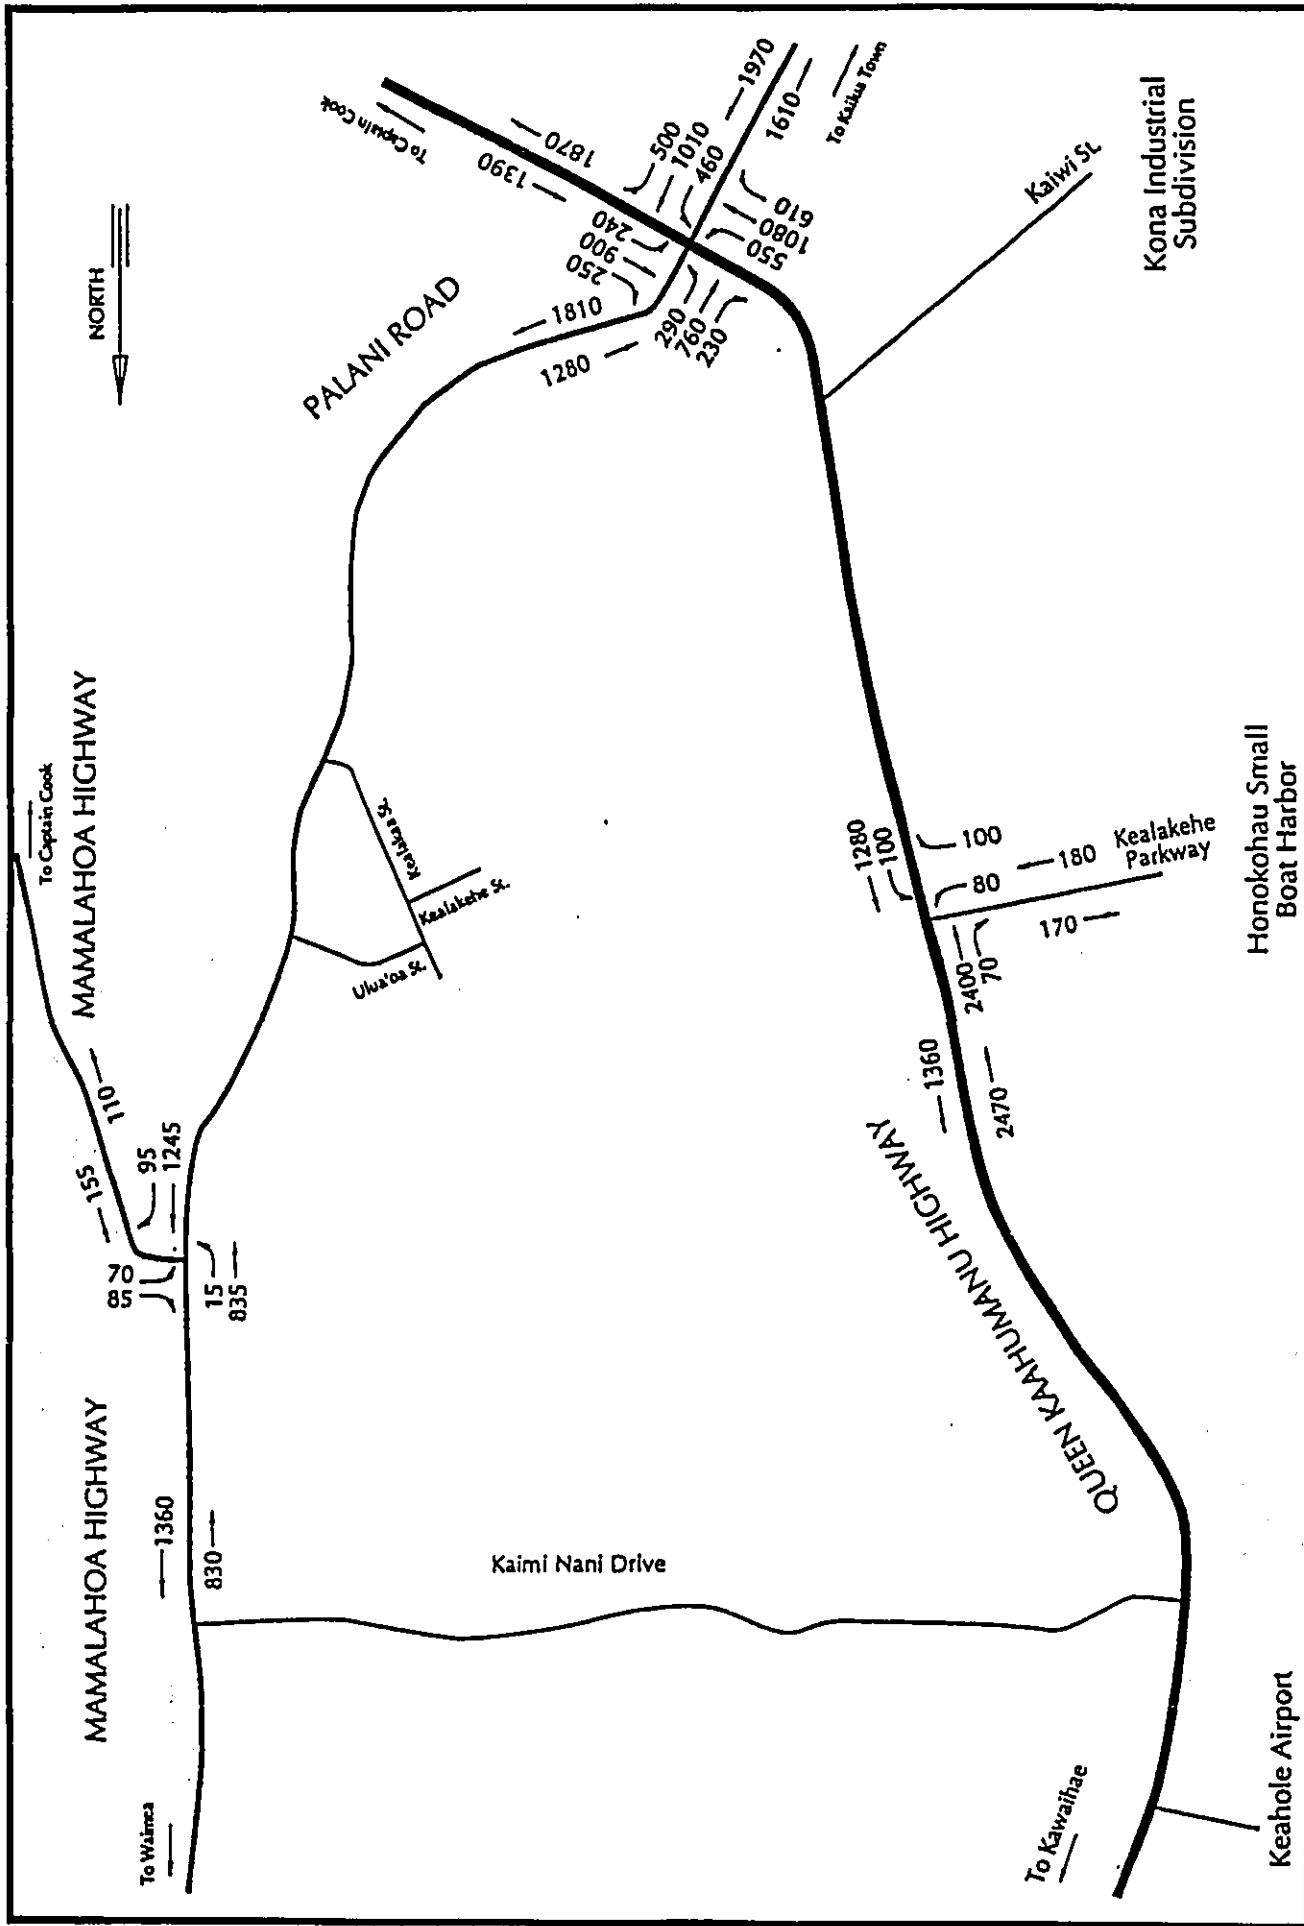 NORTH
MAMALAHOA HIGHWAY
MAMALAHOA HIGHWAY
To Waimea
To Captain Cook
1360
830
155
110
95
1245
70
85
15
835
Ulua'oa St.
Kealakaa St.
Kealakehe St.
PALANI ROAD
1810
1280
To Captain Cook
1390
1870
500
1010
460
1970
1610
To Kailua Town
240
900
250
290
760
230
610
1080
550
Kaiwi St.
Kona Industrial
Subdivision
Kaimi Nani Drive
QUEEN KAAHUMANU HIGHWAY
1360
2470
1280
100
2400
70
100
80
180
170
Kealakehe
Parkway
Honokohau Small
Boat Harbor
To Kawaihae
Keahole Airport